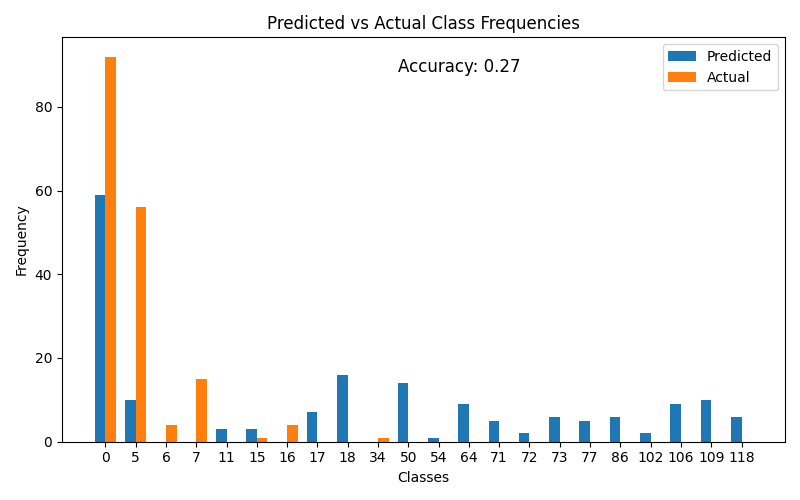 Predicted vs Actual Class Frequencies
Accuracy: 0.27
Predicted
Actual
Frequency
80
60
40
20
0
0 5 6 7 11 15 16 17 18 34 50 54 64 71 72 73 77 86 102 106 109 118
Classes